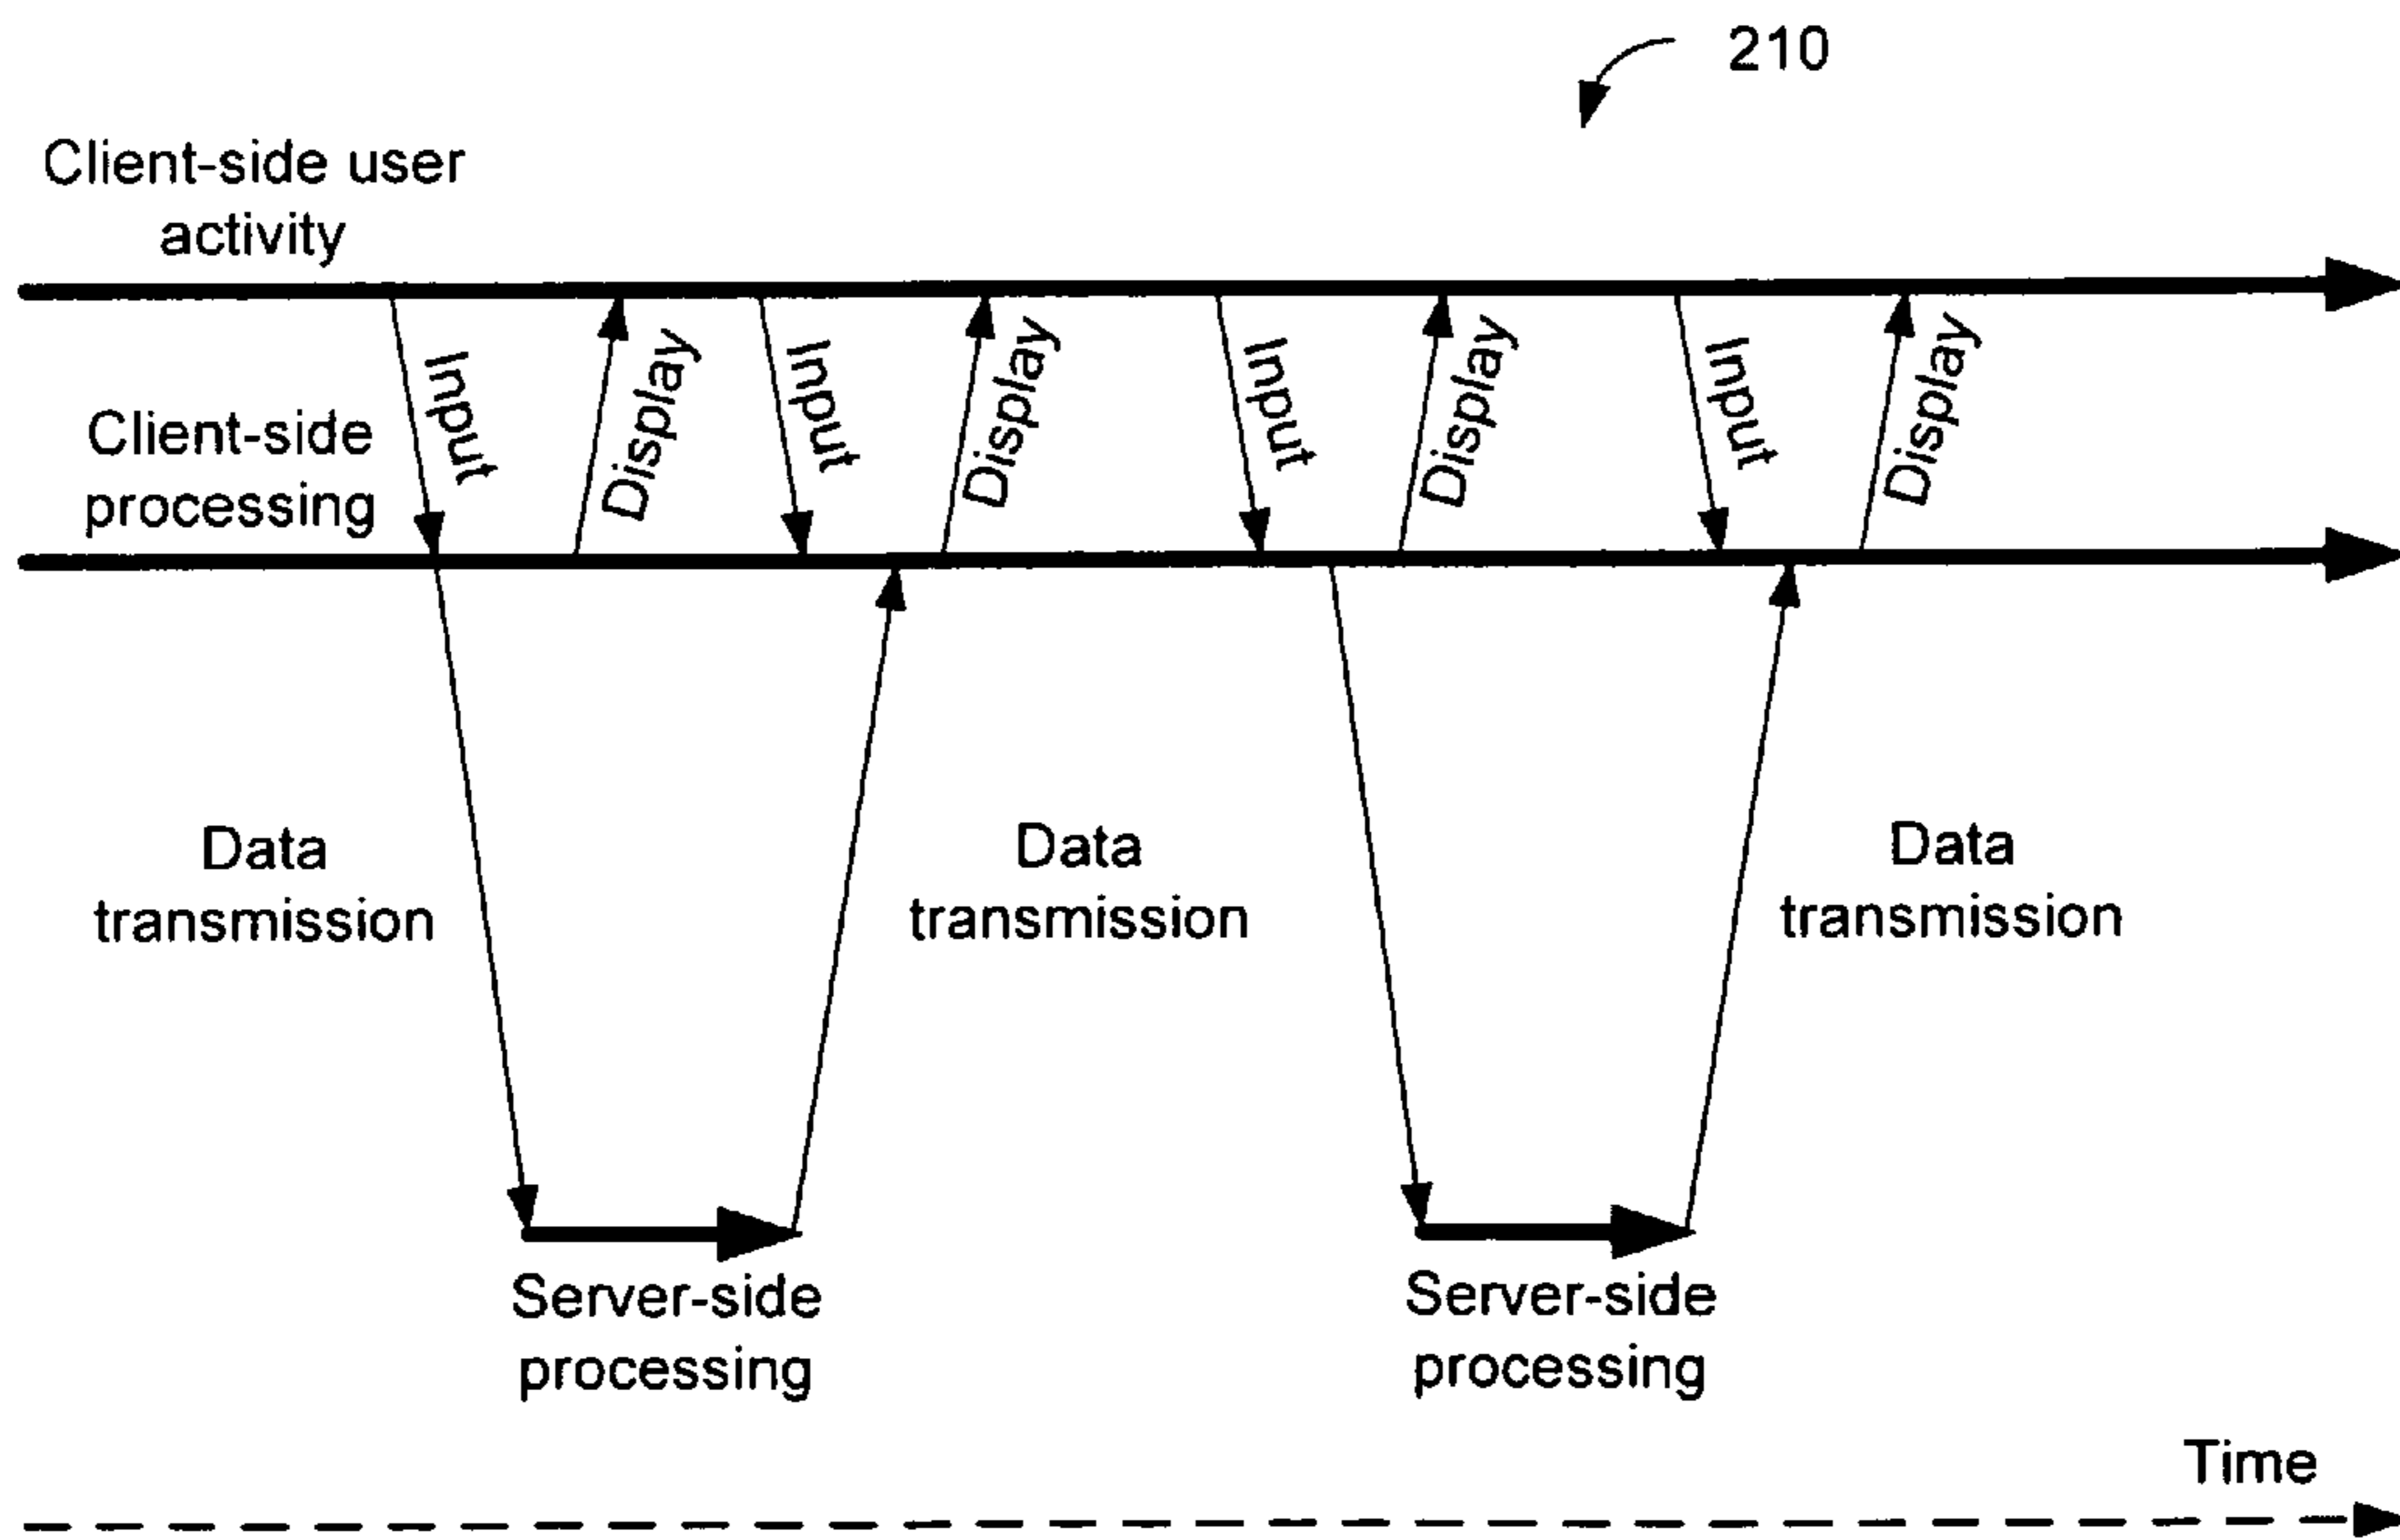 210
Client-side user
activity
Input
Display
Input
Display
Input
Display
Input
Display
Client-side
processing
Data
transmission
Data
transmission
Data
transmission
Server-side
processing
Server-side
processing
Time